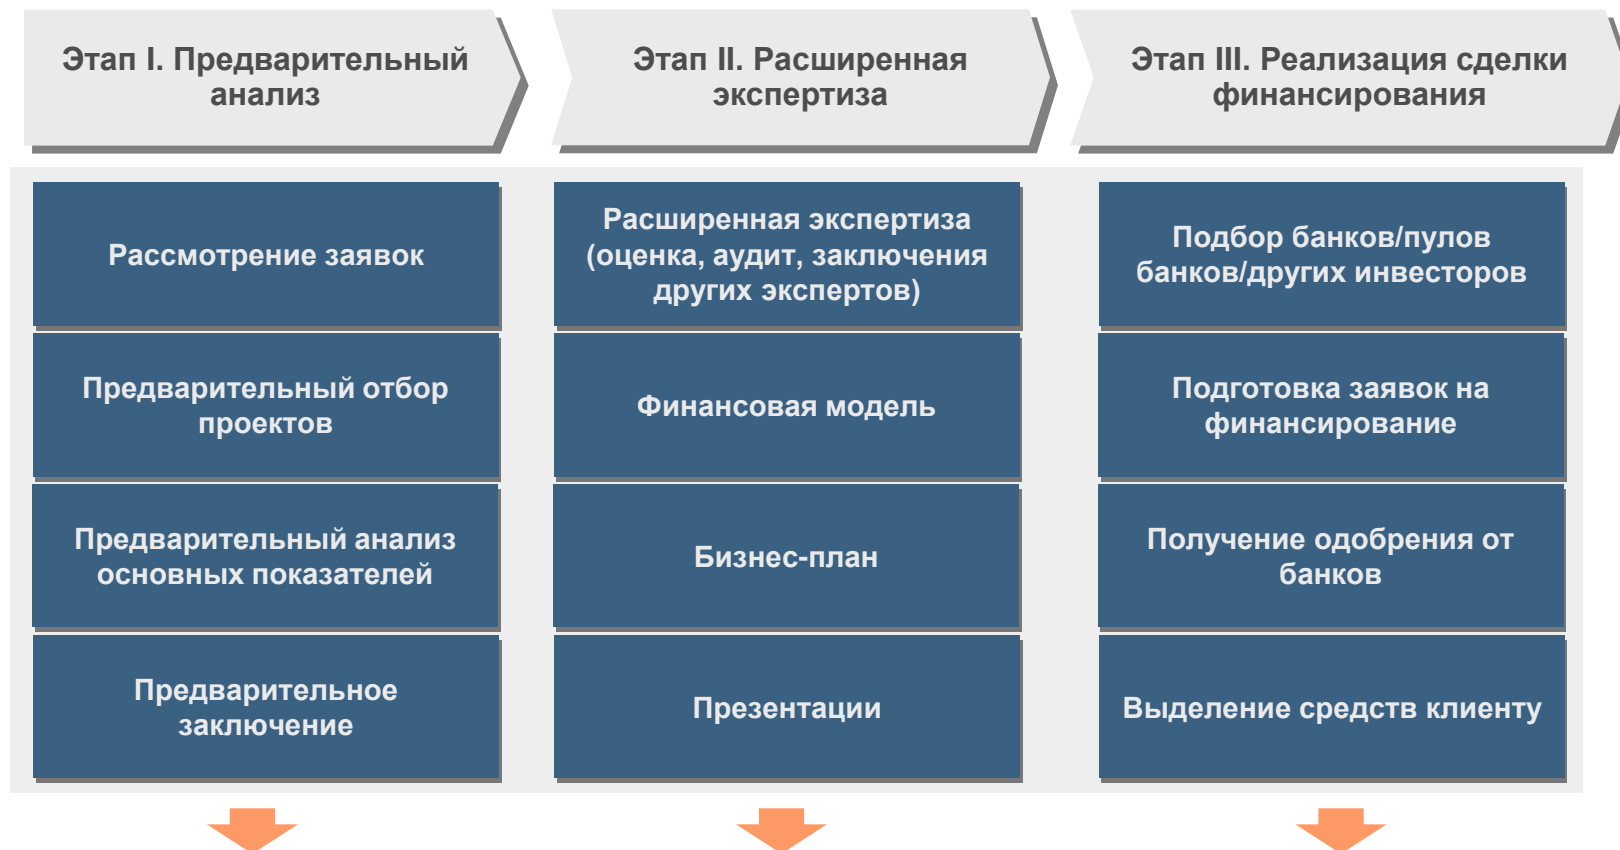 Этап I. Предварительный
анализ
Этап II. Расширенная
экспертиза
Этап III. Реализация сделки
финансирования
Рассмотрение заявок
Расширенная экспертиза
(оценка, аудит, заключения
других экспертов)
Подбор банков/пулов
банков/других инвесторов
Предварительный отбор
проектов
Финансовая модель
Подготовка заявок на
финансирование
Предварительный анализ
основных показателей
Бизнес-план
Получение одобрения от
банков
Предварительное
заключение
Презентации
Выделение средств клиенту